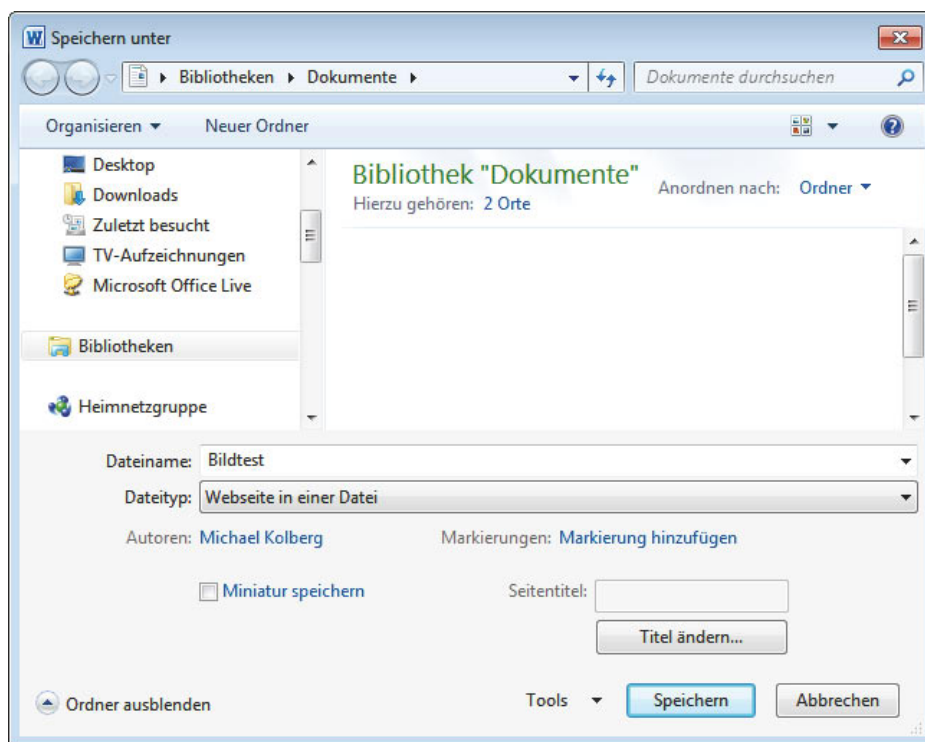 Speichern unter
Bibliotheken Dokumente Dokumente durchsuchen
Organisieren Neuer Ordner
Desktop
Downloads
Zuletzt besucht
TV-Aufzeichnungen
Microsoft Office Live
Bibliotheken
Heimnetzgruppe
Bibliothek "Dokumente"
Hierzu gehören: 2 Orte
Anordnen nach: Ordner
Dateiname: Bildtest
Dateityp: Webseite in einer Datei
Autoren: Michael Kolberg Markierungen: Markierung hinzufügen
Miniatur speichern Seitentitel:
Titel ändern...
Ordner ausblenden Tools Speichern Abbrechen